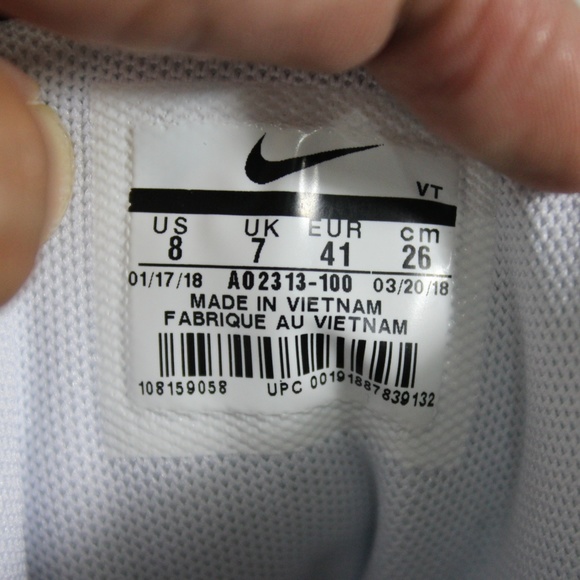 VT
US UK EUR cm
8 7 41 26
01/17/18 AO2313-100 03/20/18
MADE IN VIETNAM
FABRIQUE AU VIETNAM
108159058 UPC 00191887839132